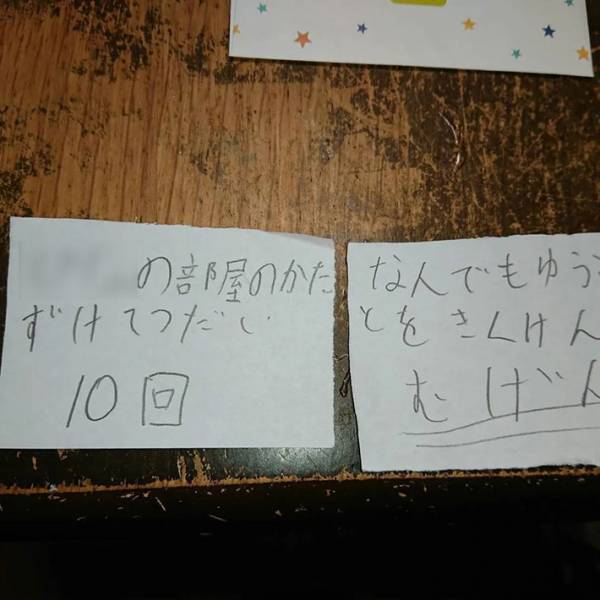 の部屋のかた
ずけてつだい
10回
なんでもゆう
とをきくけん
むげん